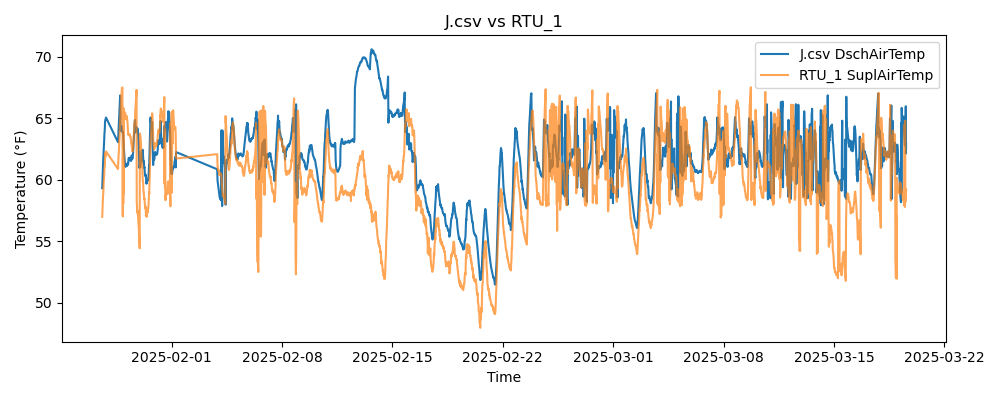 J.csv vs RTU_1
J.csv DschAirTemp
RTU_1 SuplAirTemp
Temperature (°F)
70
65
60
55
50
2025-02-01 2025-02-08 2025-02-15 2025-02-22 2025-03-01 2025-03-08 2025-03-15 2025-03-22
Time